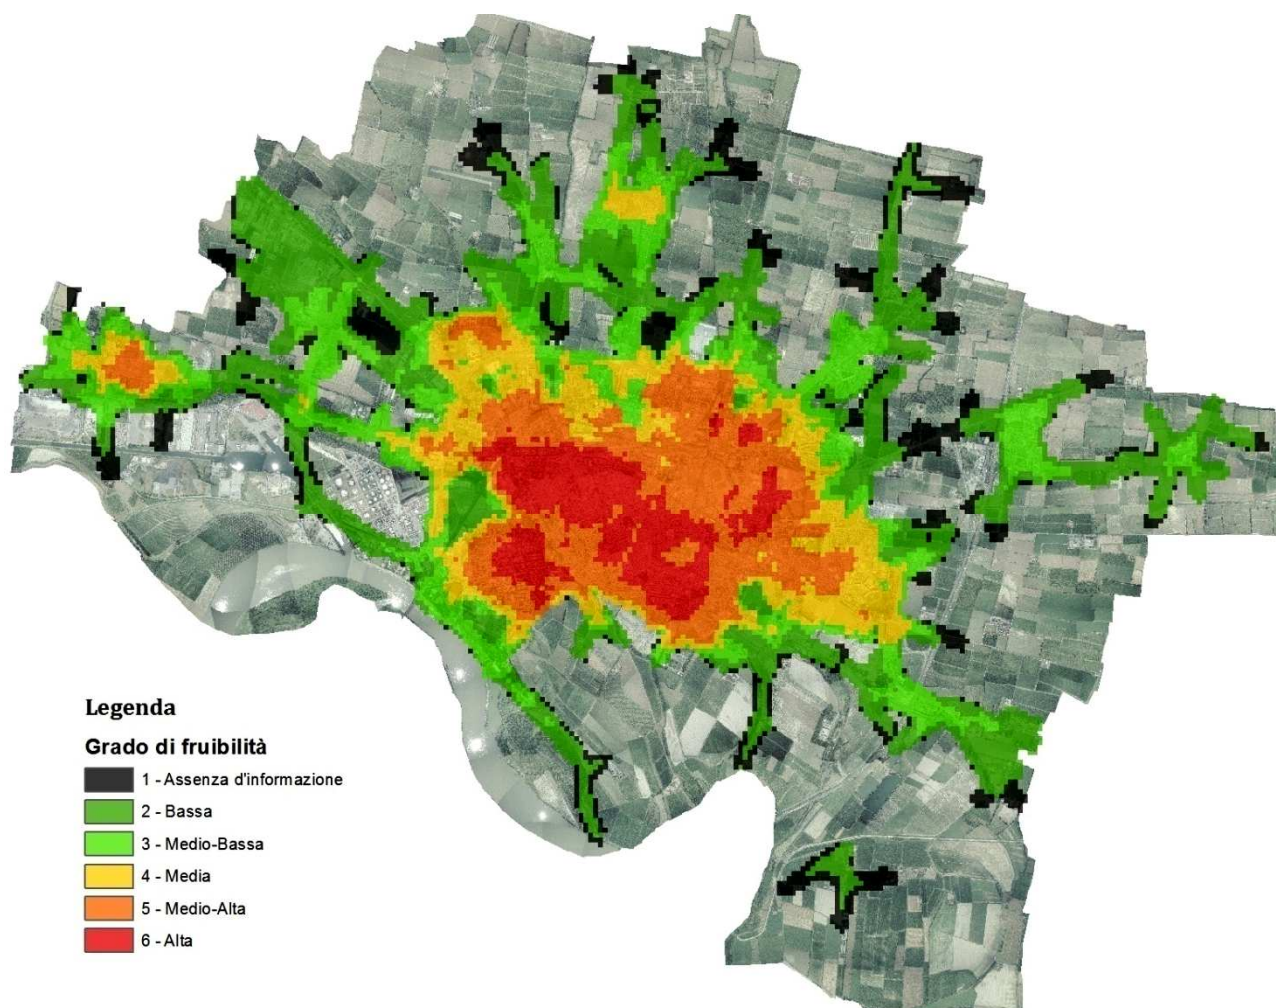 Legenda
Grado di fruibilità
1 - Assenza d'informazione
2 - Bassa
3 - Medio-Bassa
4 - Media
5 - Medio-Alta
6 - Alta